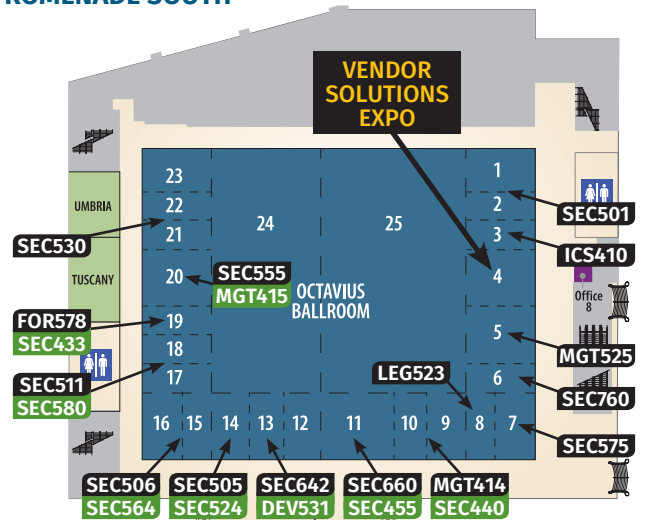 ROMENADE SOUTH
VENDOR
SOLUTIONS
EXPO
23
1
22
2
UMBRIA
24
25
SEC501
SEC530
21
3
ICS410
TUSCANY
20
SEC555
MGT415
OCTAVIUS
BALLROOM
4
Office
8
FOR578
SEC433
19
5
18
MGT525
SEC511
SEC580
17
LEG523
6
SEC760
16
15
14
13
12
11
10
9
8
7
SEC575
SEC506
SEC564
SEC505
SEC524
SEC642
DEV531
SEC660
SEC455
MGT414
SEC440